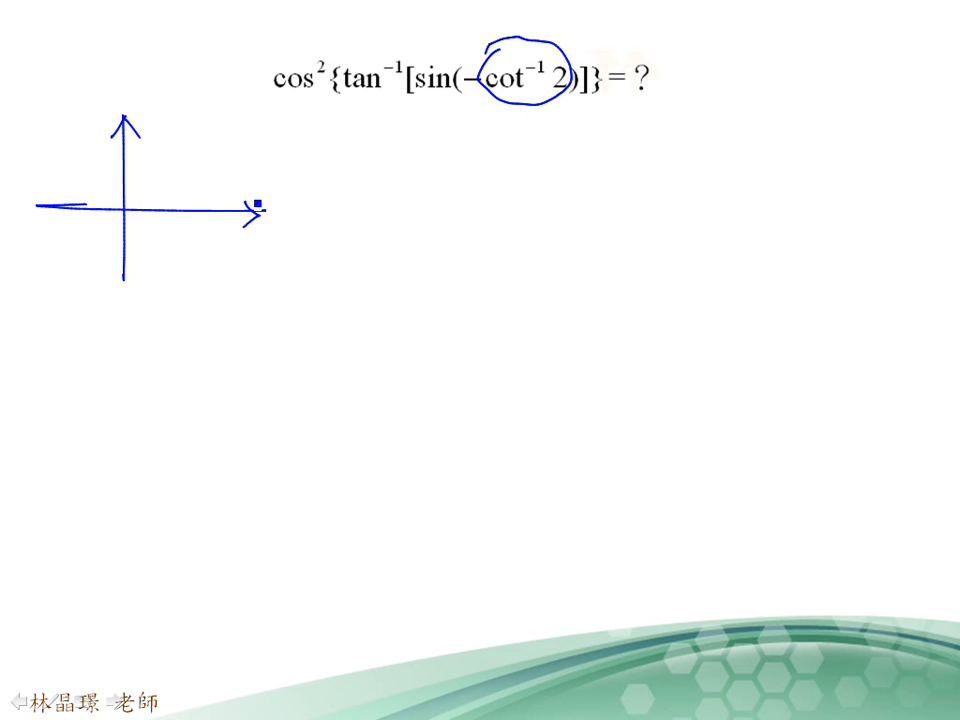 cos²{tan⁻¹[sin(−cot⁻¹ 2)]} = ?
林晶璟 老師